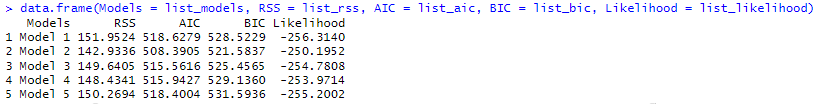 > data.frame(Models = list_models, RSS = list_rss, AIC = list_aic, BIC = list_bic, Likelihood = list_likelihood)
Models RSS AIC BIC Likelihood
1 Model 1 151.9405 518.6279 528.5229 -256.3140
2 Model 2 142.9336 508.3905 521.5837 -250.1952
3 Model 3 149.6405 515.5616 525.4565 -254.7808
4 Model 4 148.4341 515.9427 529.1360 -253.9714
5 Model 5 150.2694 518.4004 531.5936 -255.2002